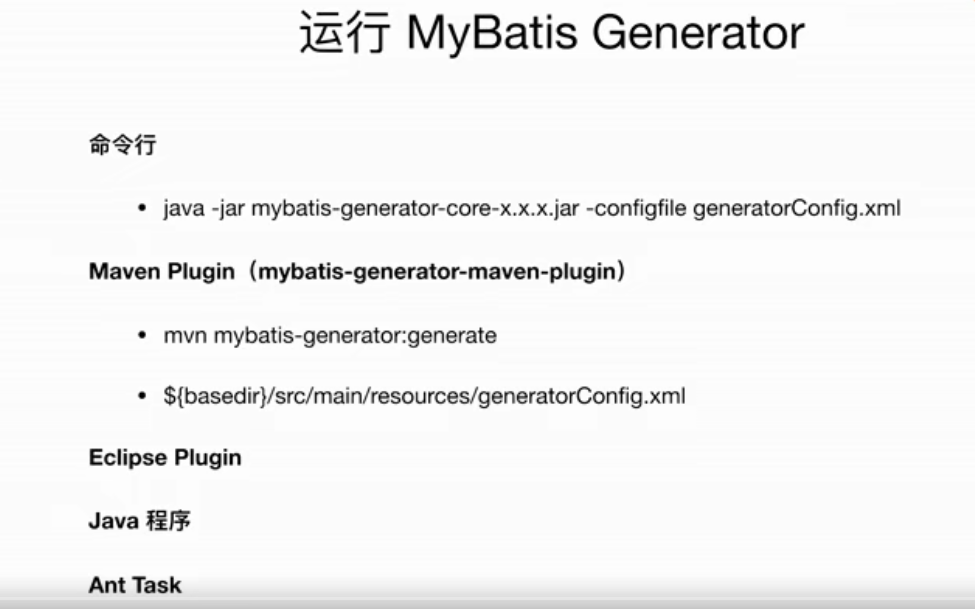 运行 MyBatis Generator
命令行
• java -jar mybatis-generator-core-x.x.x.jar -configfile generatorConfig.xml
Maven Plugin（mybatis-generator-maven-plugin）
• mvn mybatis-generator:generate
• ${basedir}/src/main/resources/generatorConfig.xml
Eclipse Plugin
Java 程序
Ant Task